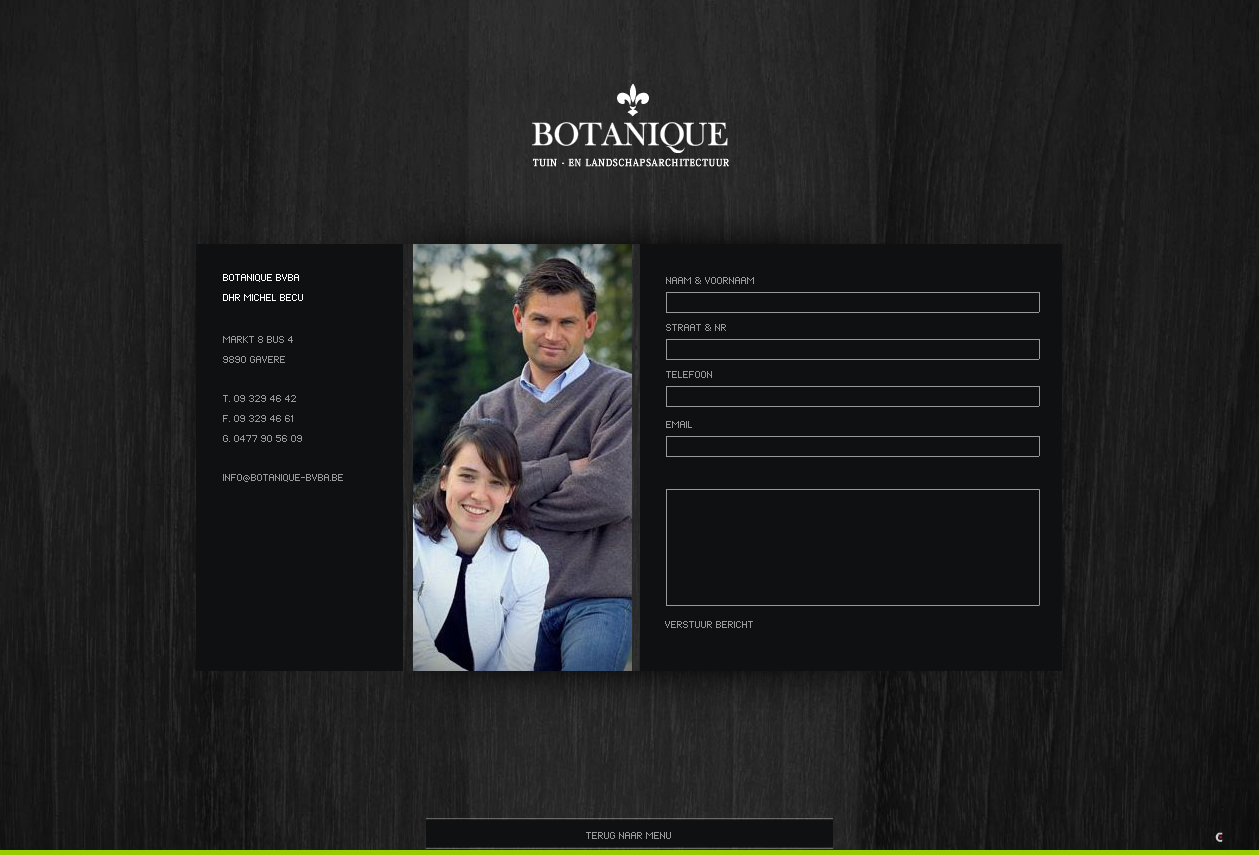 BOTANIQUE
TUIN - EN LANDSCHAPSARCHITECTUUR
BOTANIQUE BVBA
DHR MICHEL BECU
MARKT 8 BUS 4
9890 GAVERE
T. 09 329 46 42
F. 09 329 46 61
G. 0477 90 56 09
INFO@BOTANIQUE-BVBA.BE
NAAM & VOORNAAM
STRAAT & NR
TELEFOON
EMAIL
VERSTUUR BERICHT
TERUG NAAR MENU
C